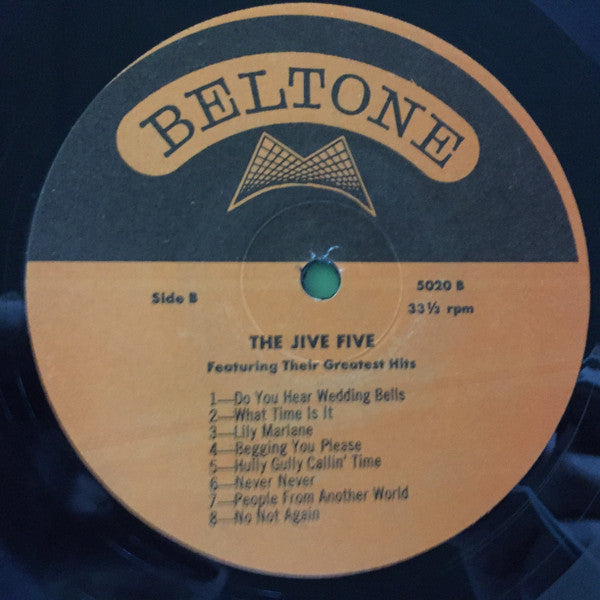 BELTONE
Side B
5020 B
33⅓ rpm
THE JIVE FIVE
Featuring Their Greatest Hits
1—Do You Hear Wedding Bells
2—What Time Is It
3—Lily Marlane
4—Begging You Please
5—Hully Gully Callin' Time
6—Never Never
7—People From Another World
8—No Not Again